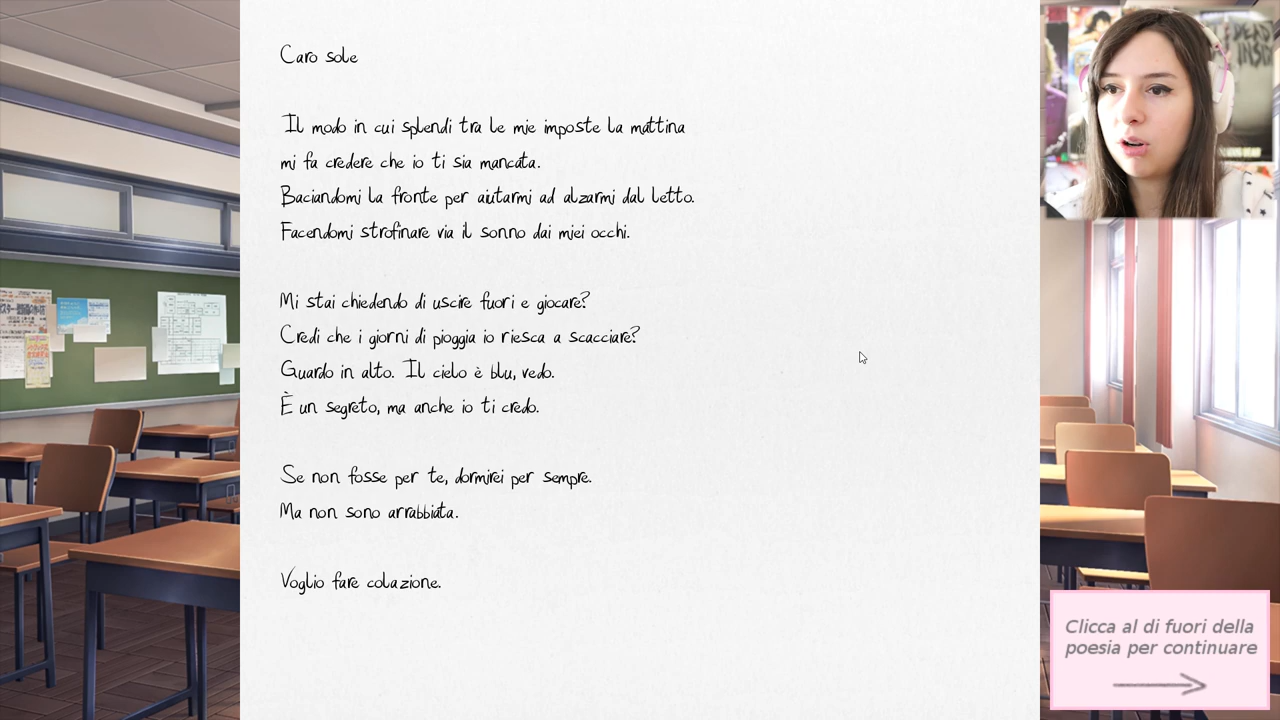 Caro sole
Il modo in cui splendi tra le mie imposte la mattina
mi fa credere che io ti sia mancata.
Baciandomi la fronte per aiutarmi ad alzarmi dal letto.
Facendomi strofinare via il sonno dai miei occhi.
Mi stai chiedendo di uscire fuori e giocare?
Credi che i giorni di pioggia io riesca a scacciare?
Guardo in alto. Il cielo è blu, vedo.
È un segreto, ma anche io ti credo.
Se non fosse per te, dormirei per sempre.
Ma non sono arrabbiata.
Voglio fare colazione.
Clicca al di fuori della
poesia per continuare